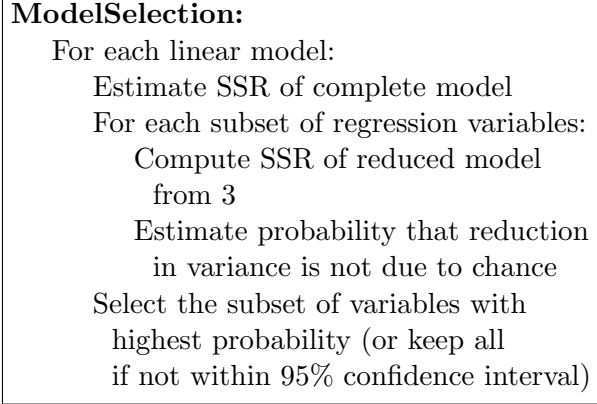 ModelSelection:
For each linear model:
Estimate SSR of complete model
For each subset of regression variables:
Compute SSR of reduced model
from 3
Estimate probability that reduction
in variance is not due to chance
Select the subset of variables with
highest probability (or keep all
if not within 95% confidence interval)